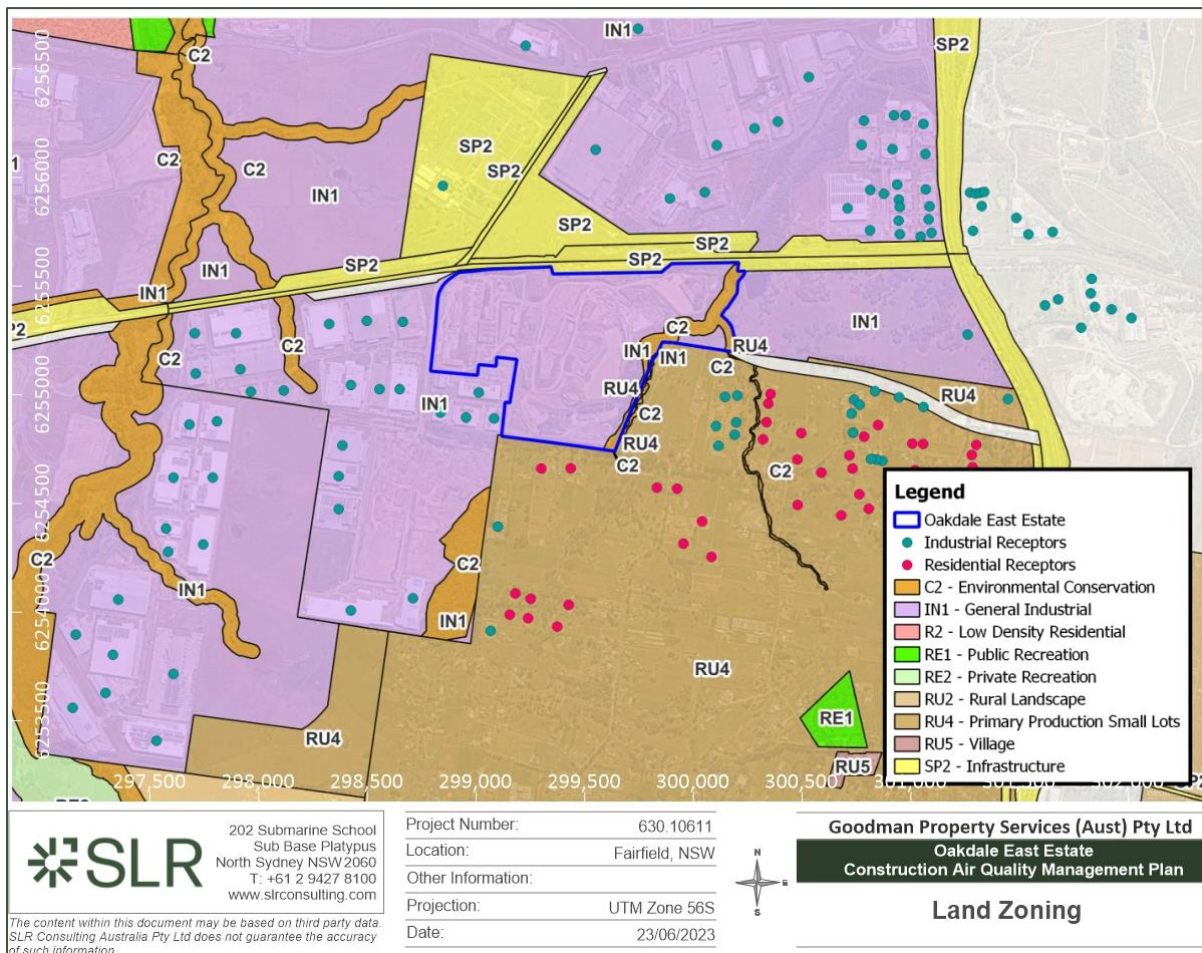 IN1
SP2
C2
6256500
SP2
SP2
C2
C2
IN1
6256000
IN1
SP2
SP2
SP2
SP2
IN1
6255500
IN1
C2
IN1
IN1
IN1
C2
RU4
C2
C2
RU4
6255000
IN1
C2
RU4
RU4
C2
C2
6254500
C2
C2
IN1
IN1
6254000
RU4
RU4
RE1
RU5
6253500
297,500
298,000
298,500
299,000
299,500
300,000
300,500
Legend
Oakdale East Estate
Industrial Receptors
Residential Receptors
C2 - Environmental Conservation
IN1 - General Industrial
R2 - Low Density Residential
RE1 - Public Recreation
RE2 - Private Recreation
RU2 - Rural Landscape
RU4 - Primary Production Small Lots
RU5 - Village
SP2 - Infrastructure
SLR
202 Submarine School
Sub Base Platypus
North Sydney NSW 2060
T: +61 2 9427 8100
www.slrconsulting.com
The content within this document may be based on third party data.
SLR Consulting Australia Pty Ltd does not guarantee the accuracy
of such information.
Project Number: 630.10611
Location: Fairfield, NSW
Other Information:
Projection: UTM Zone 56S
Date: 23/06/2023
N
E
S
Goodman Property Services (Aust) Pty Ltd
Oakdale East Estate
Construction Air Quality Management Plan
Land Zoning